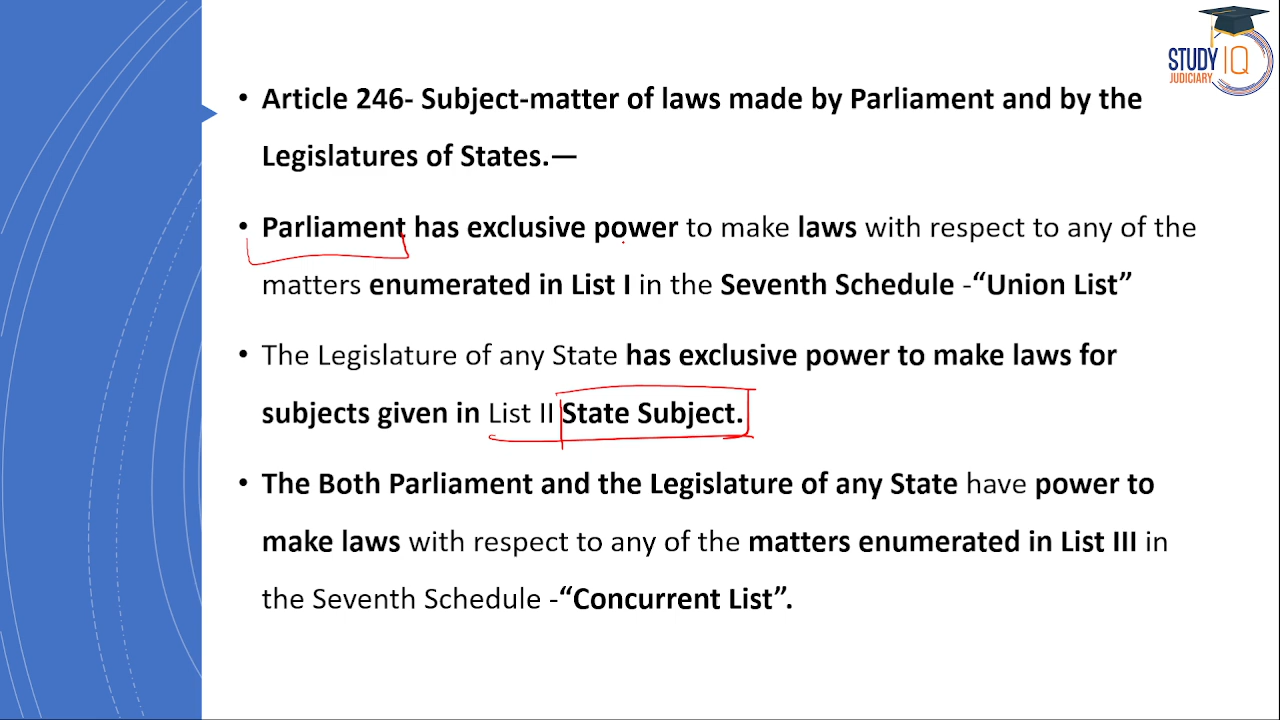 STUDY IQ
JUDICIARY
• Article 246- Subject-matter of laws made by Parliament and by the
Legislatures of States.—
• Parliament has exclusive power to make laws with respect to any of the
matters enumerated in List I in the Seventh Schedule -“Union List”
• The Legislature of any State has exclusive power to make laws for
subjects given in List II State Subject.
• The Both Parliament and the Legislature of any State have power to
make laws with respect to any of the matters enumerated in List III in
the Seventh Schedule -“Concurrent List”.